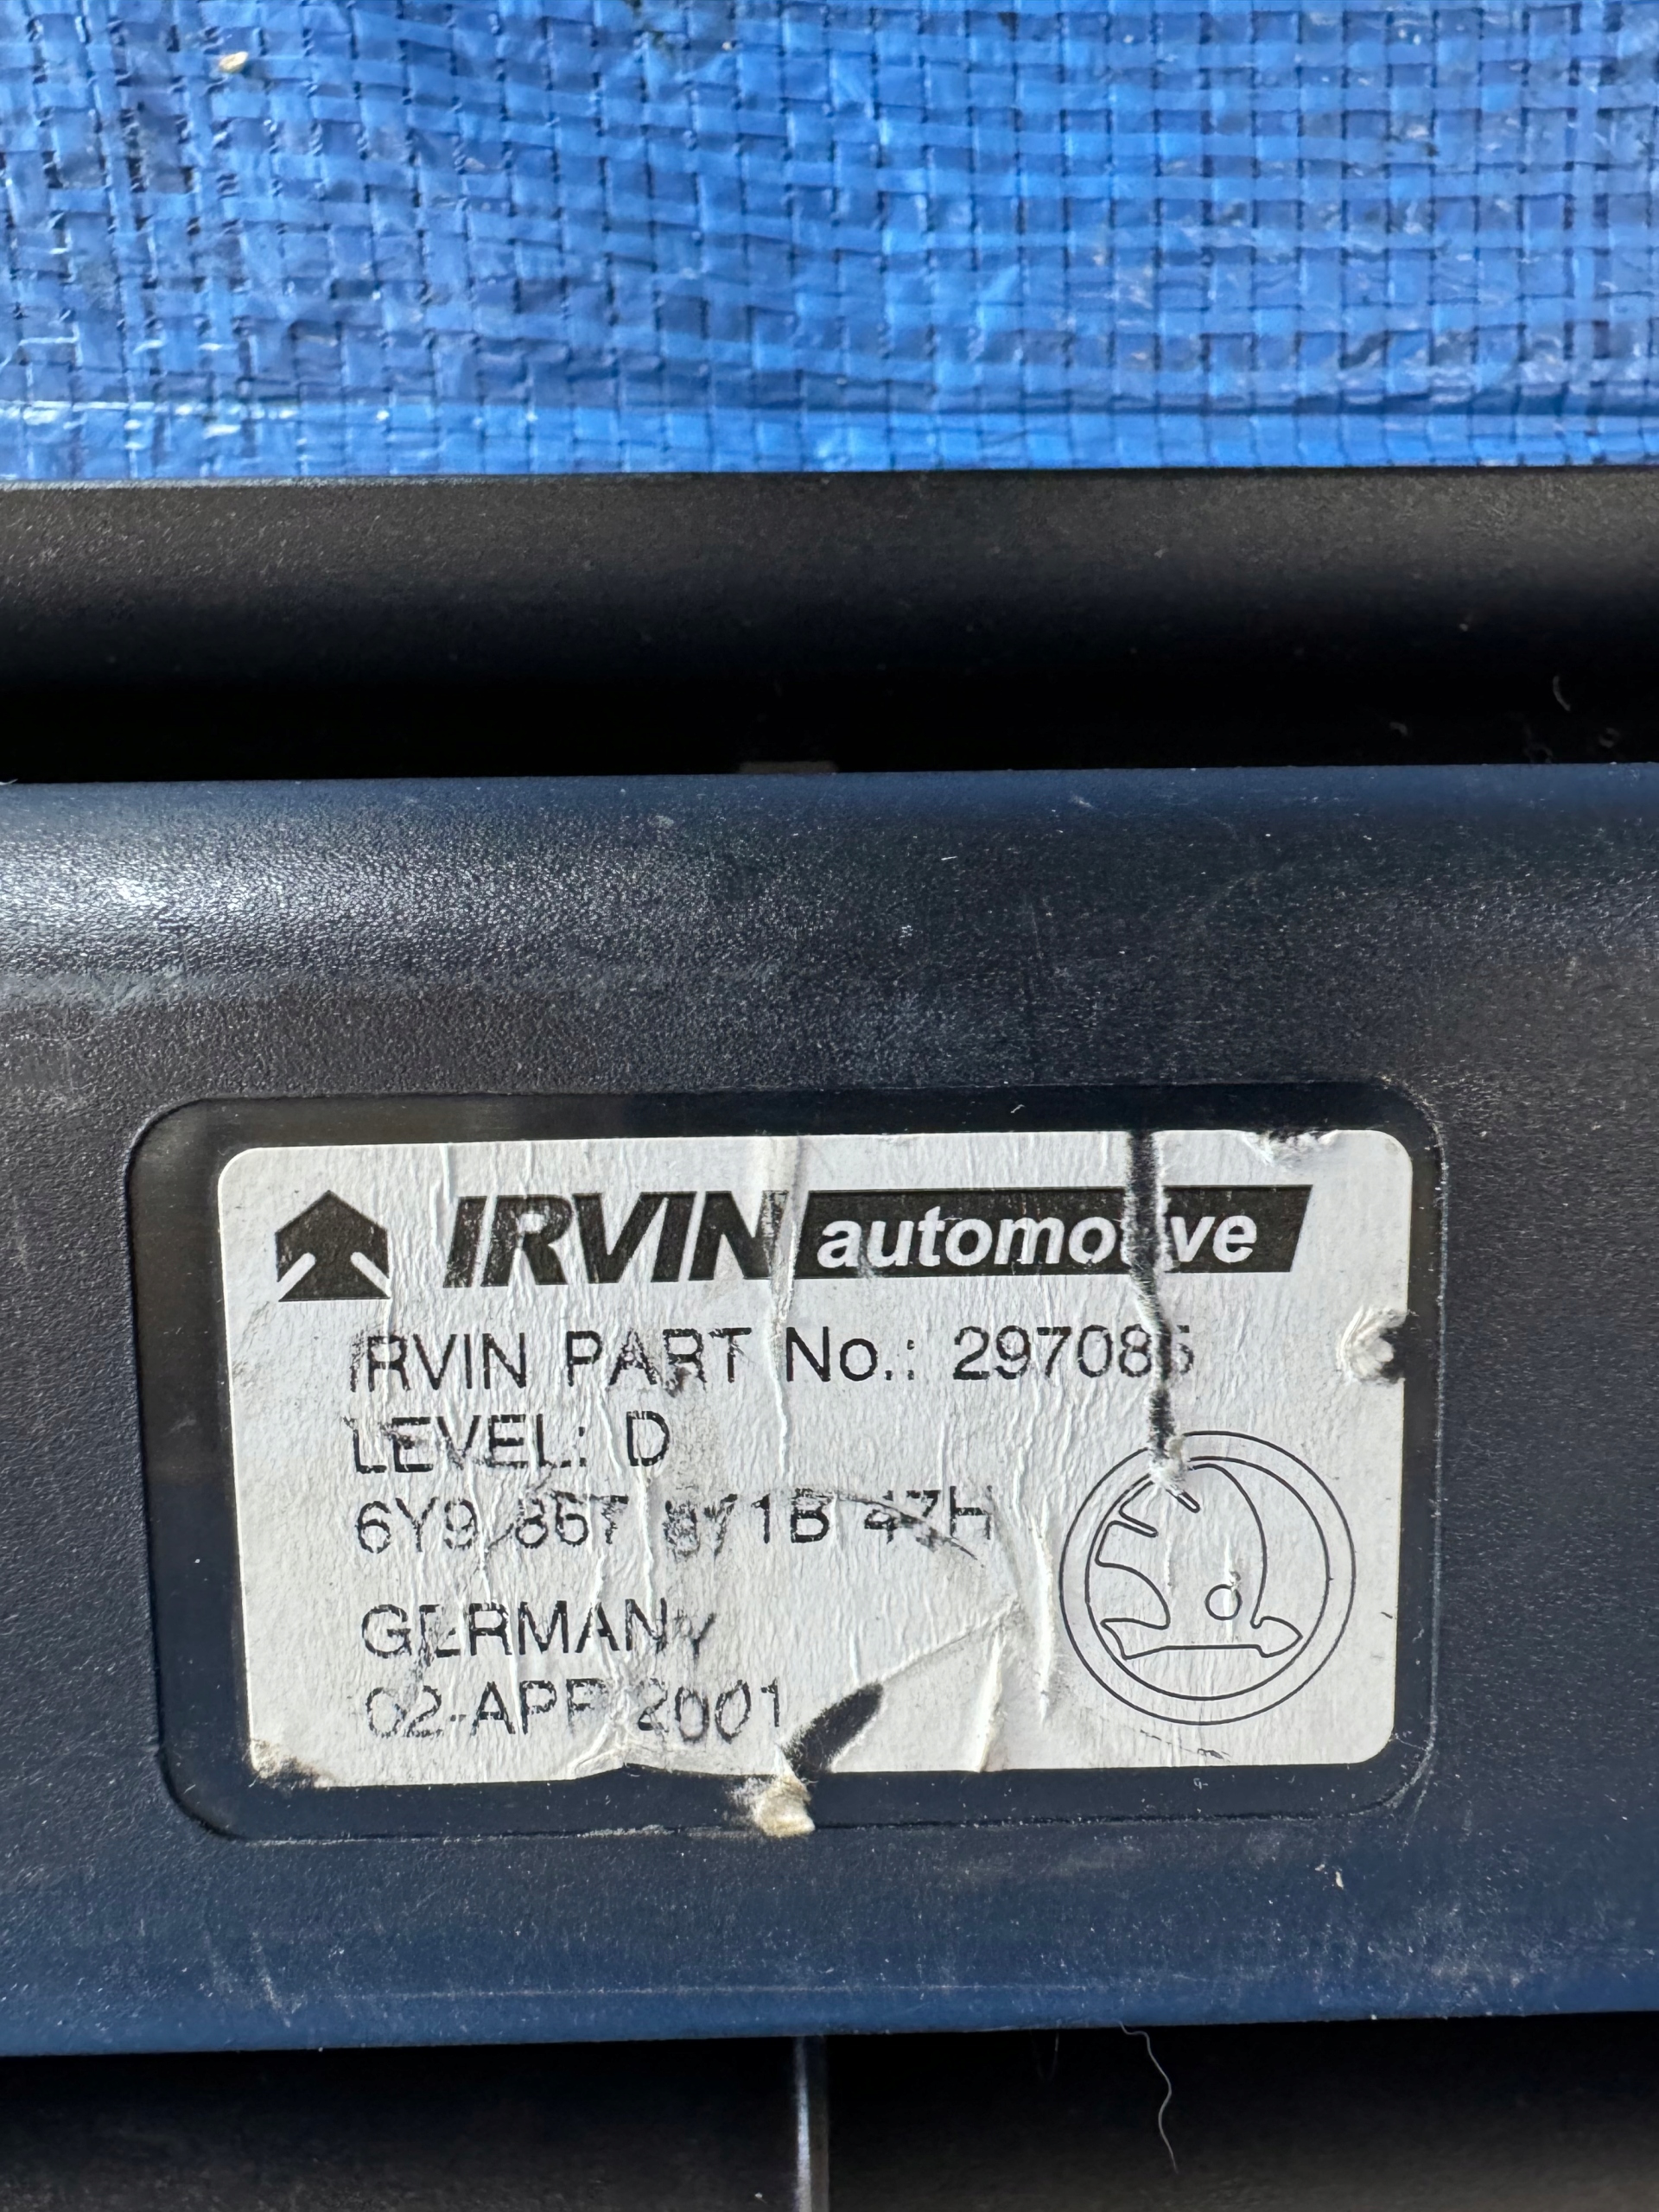 IRVIN automotive
IRVIN PART No.: 297085
LEVEL: D
6Y9 867 871B 47H
GERMANY
02-APR 2001